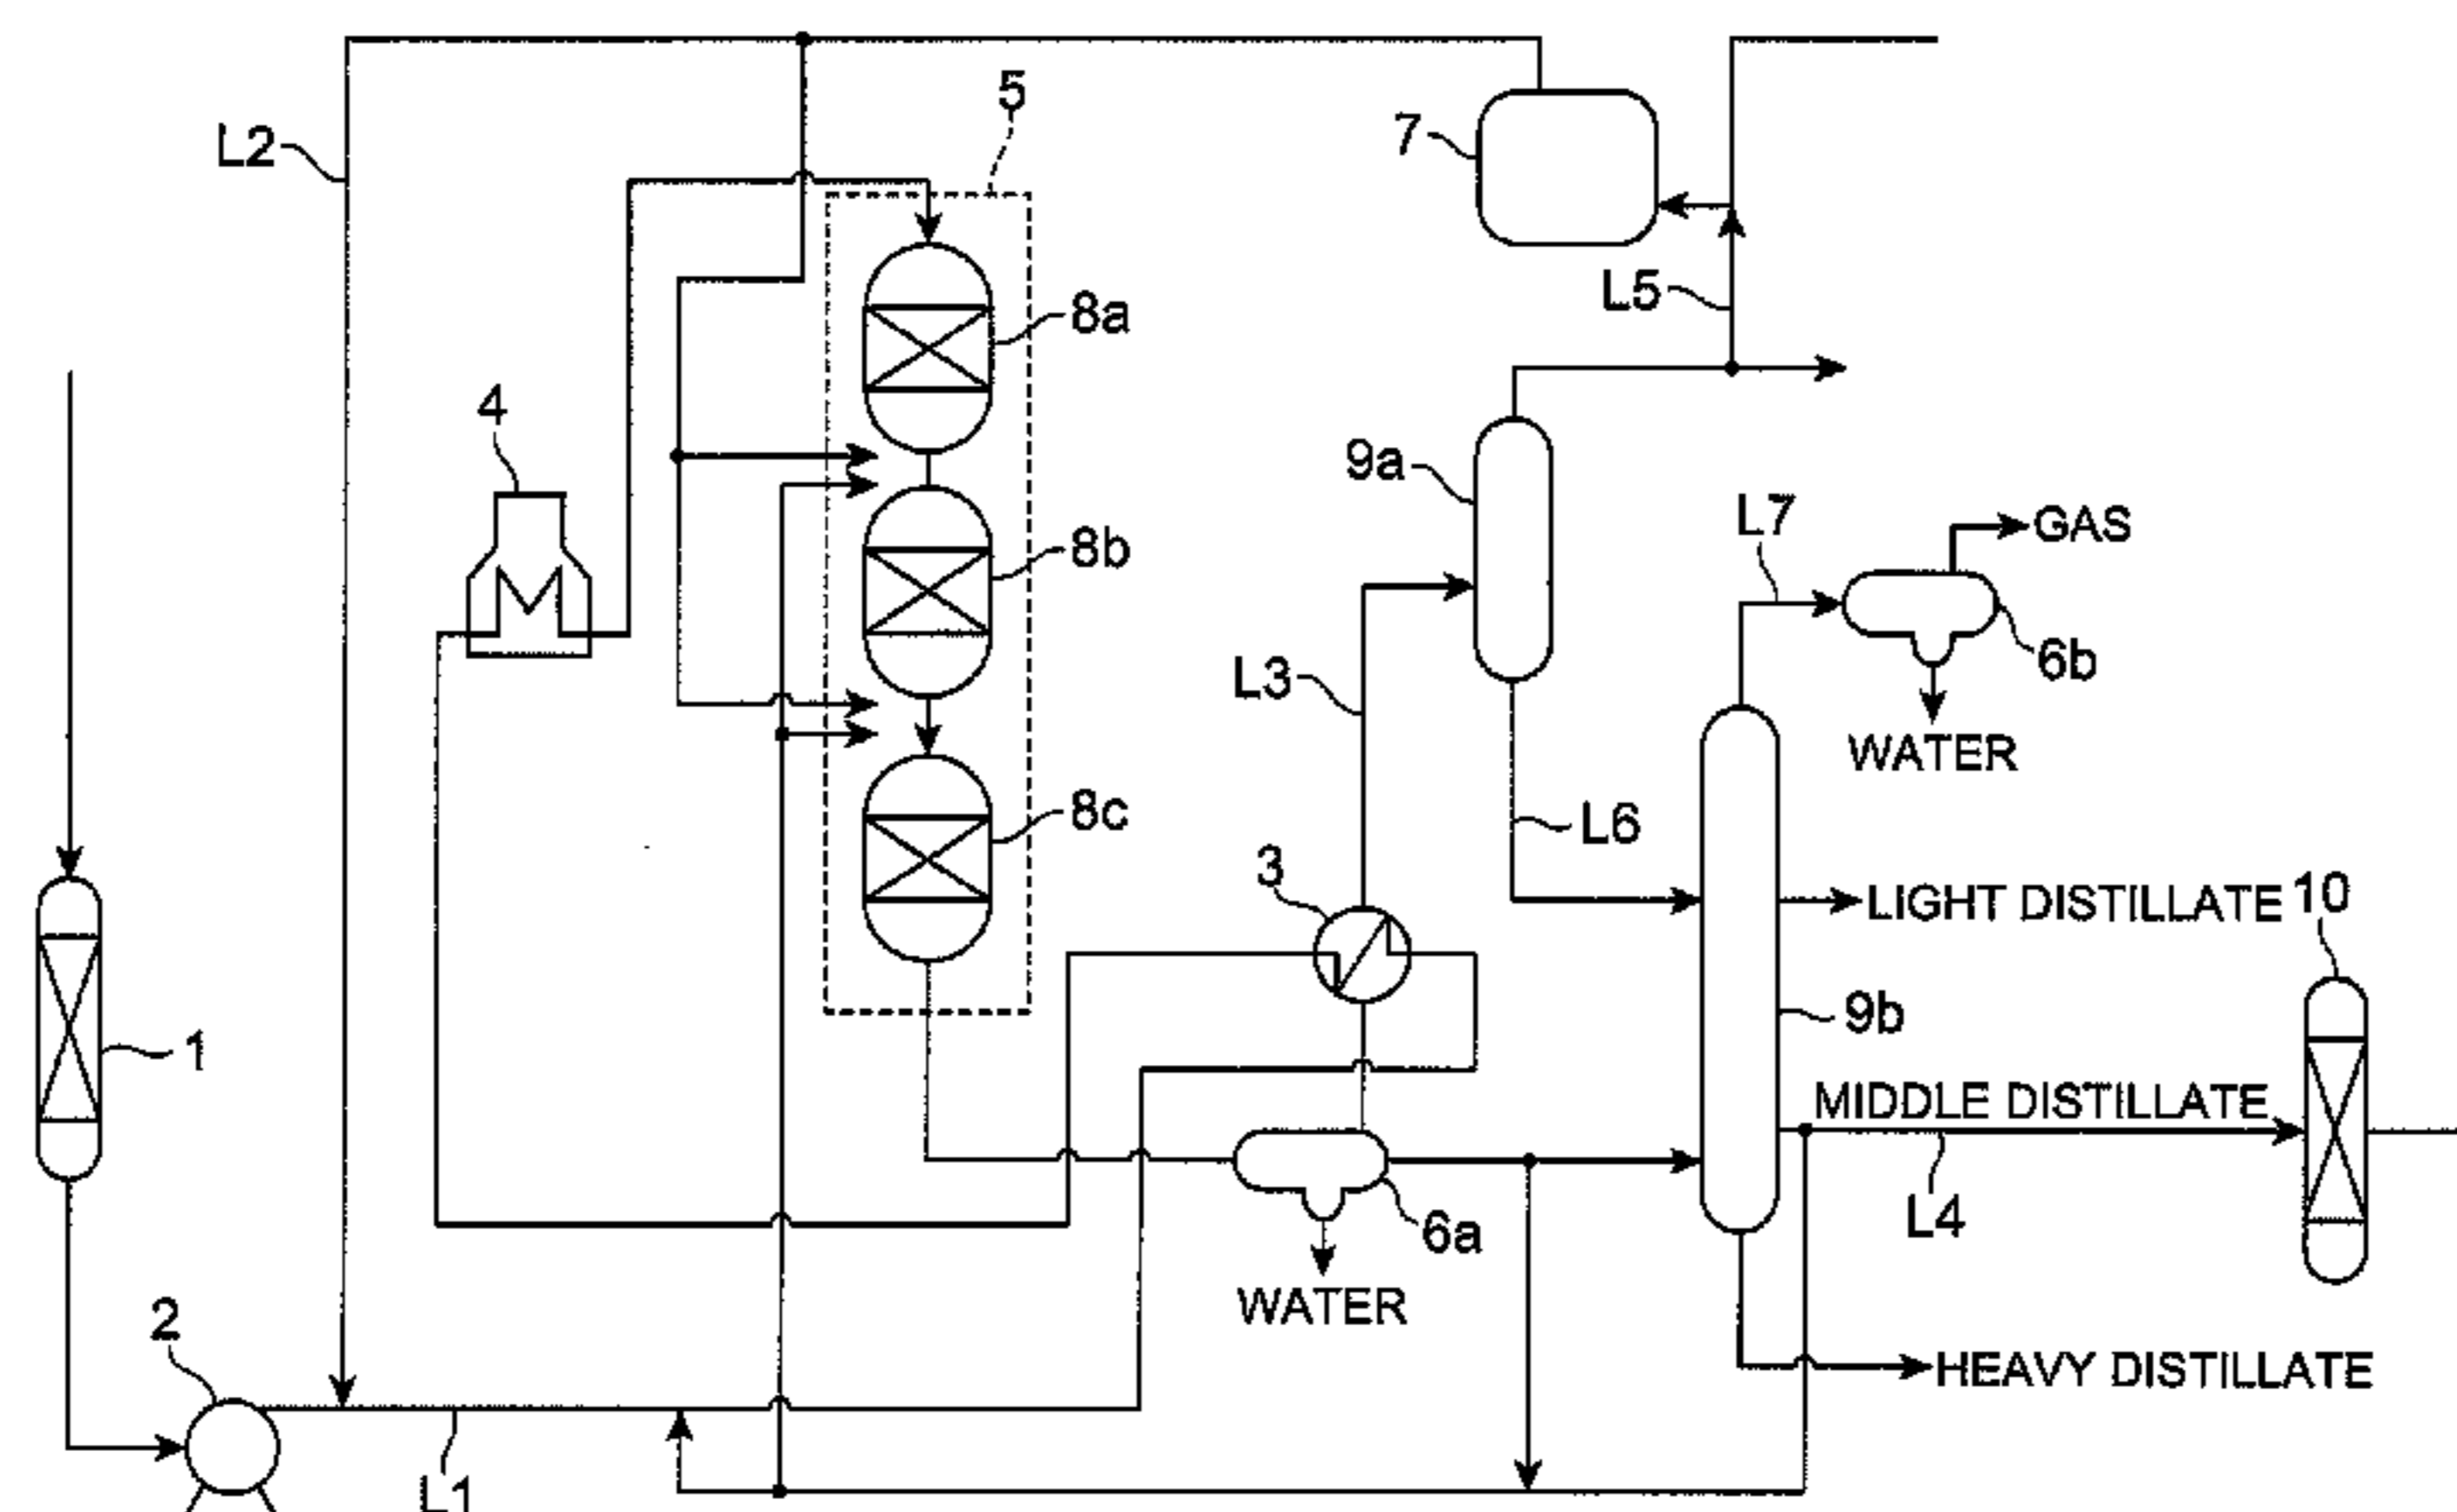 5
7
L2
L5
8a
4
9a
L7
GAS
8b
6b
L3
WATER
8c
L6
3
LIGHT DISTILLATE
10
9b
1
MIDDLE DISTILLATE
L4
6a
WATER
2
HEAVY DISTILLATE
L1